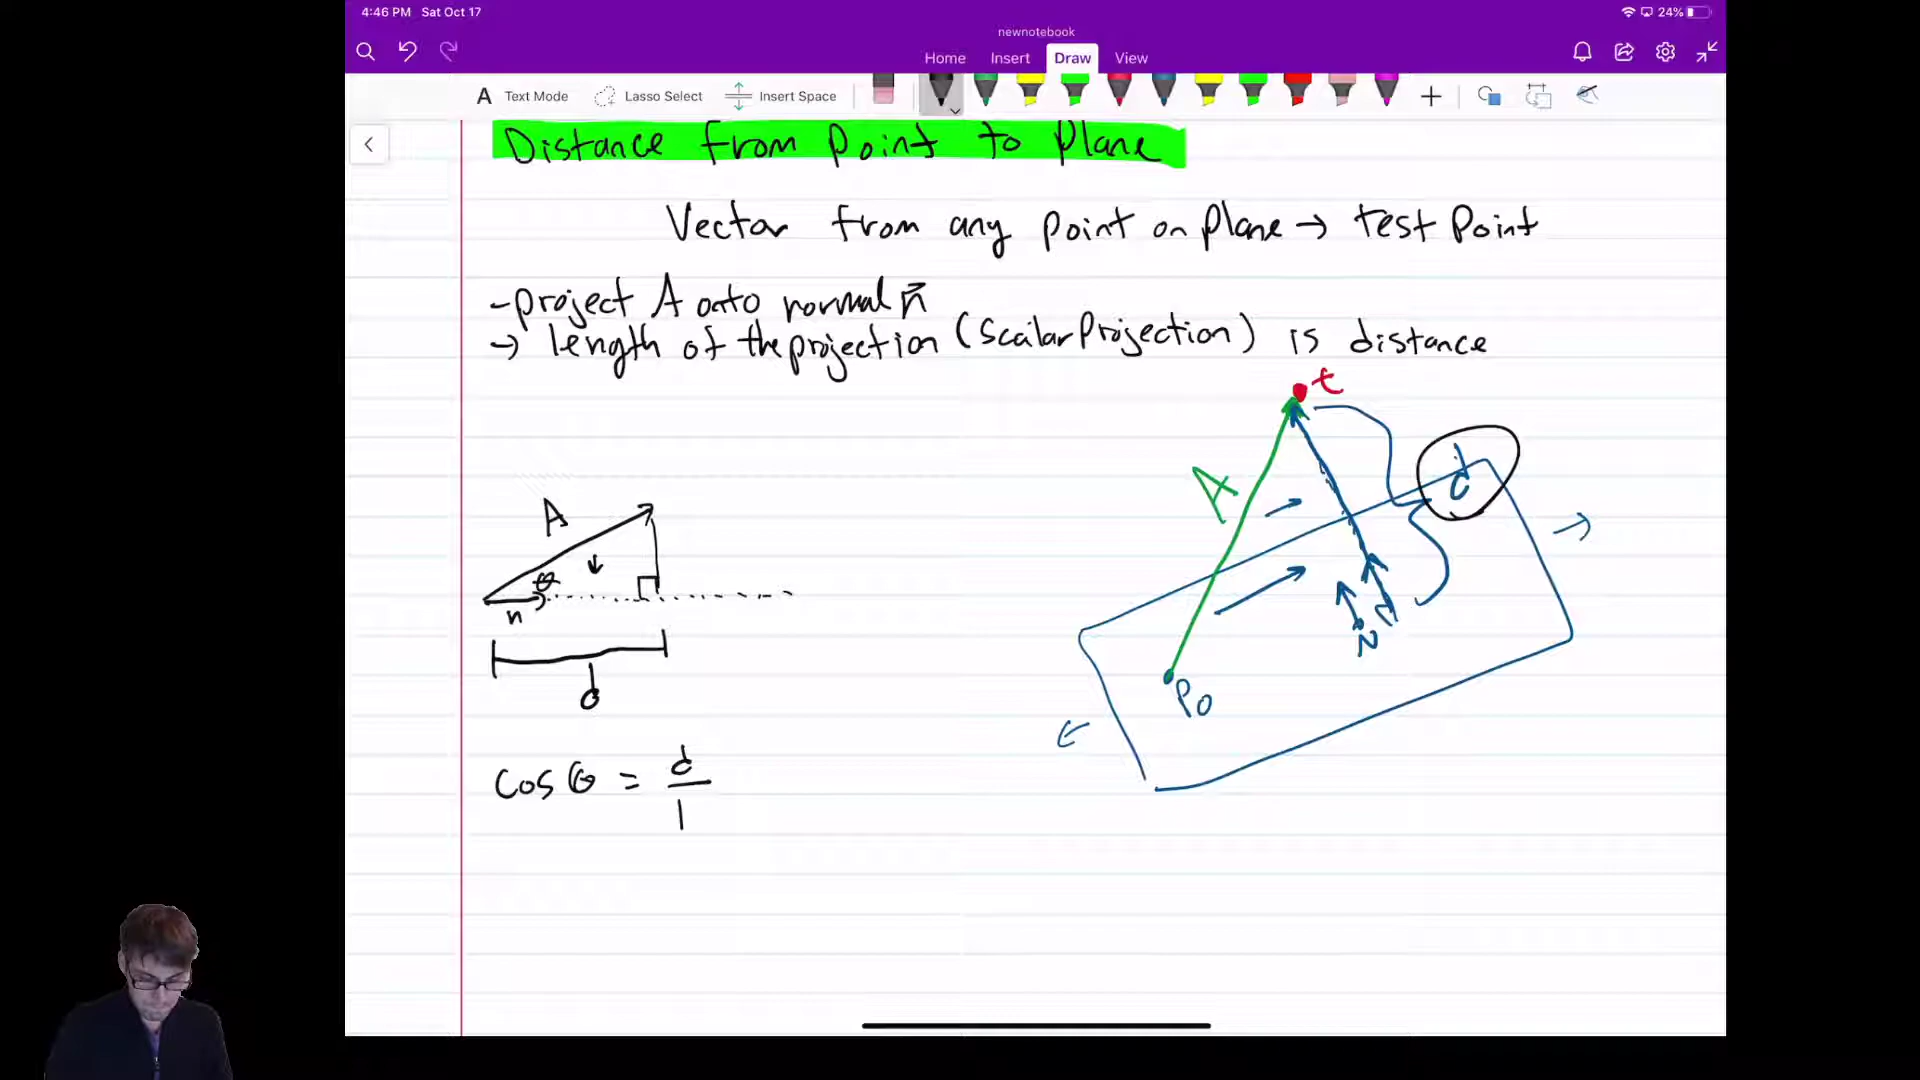 4:46 PM Sat Oct 17
24%
newnotebook
Home Insert Draw View
A Text Mode Lasso Select Insert Space
Distance from point to plane
Vector from any point on plane → test point
- project A onto normal n⃗
→ length of the projection (Scalar Projection) is distance
t
A
d
A
θ
n
n
N
P0
d
cos θ = d